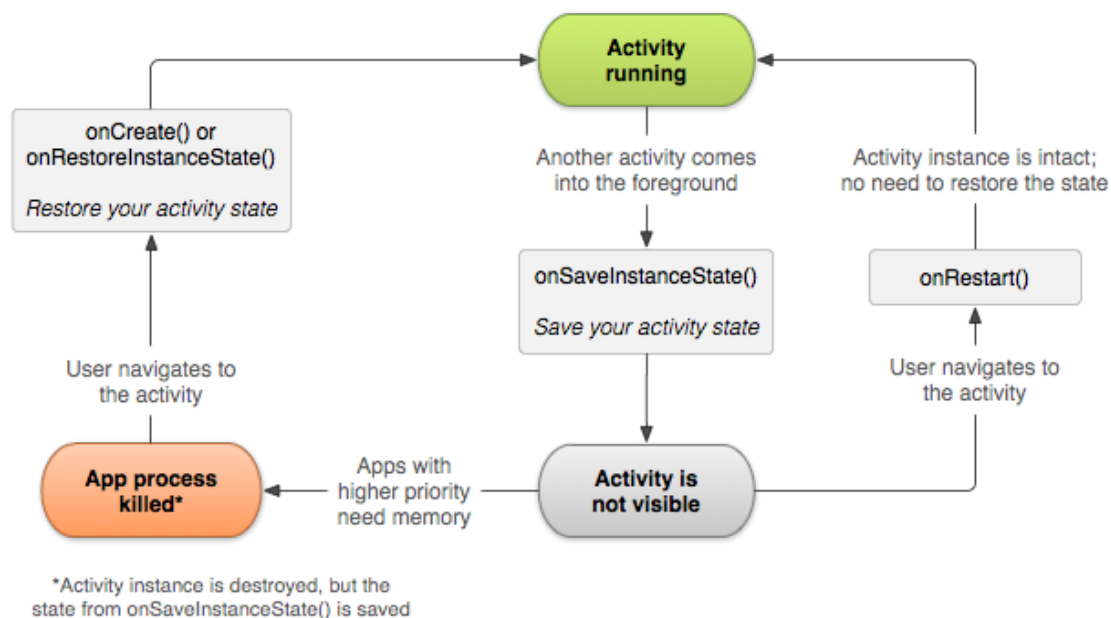 Activity
running
onCreate() or
onRestoreInstanceState()
Restore your activity state
Another activity comes
into the foreground
Activity instance is intact;
no need to restore the state
onSaveInstanceState()
Save your activity state
onRestart()
User navigates to
the activity
User navigates to
the activity
App process
killed*
Apps with
higher priority
need memory
Activity is
not visible
*Activity instance is destroyed, but the
state from onSaveInstanceState() is saved